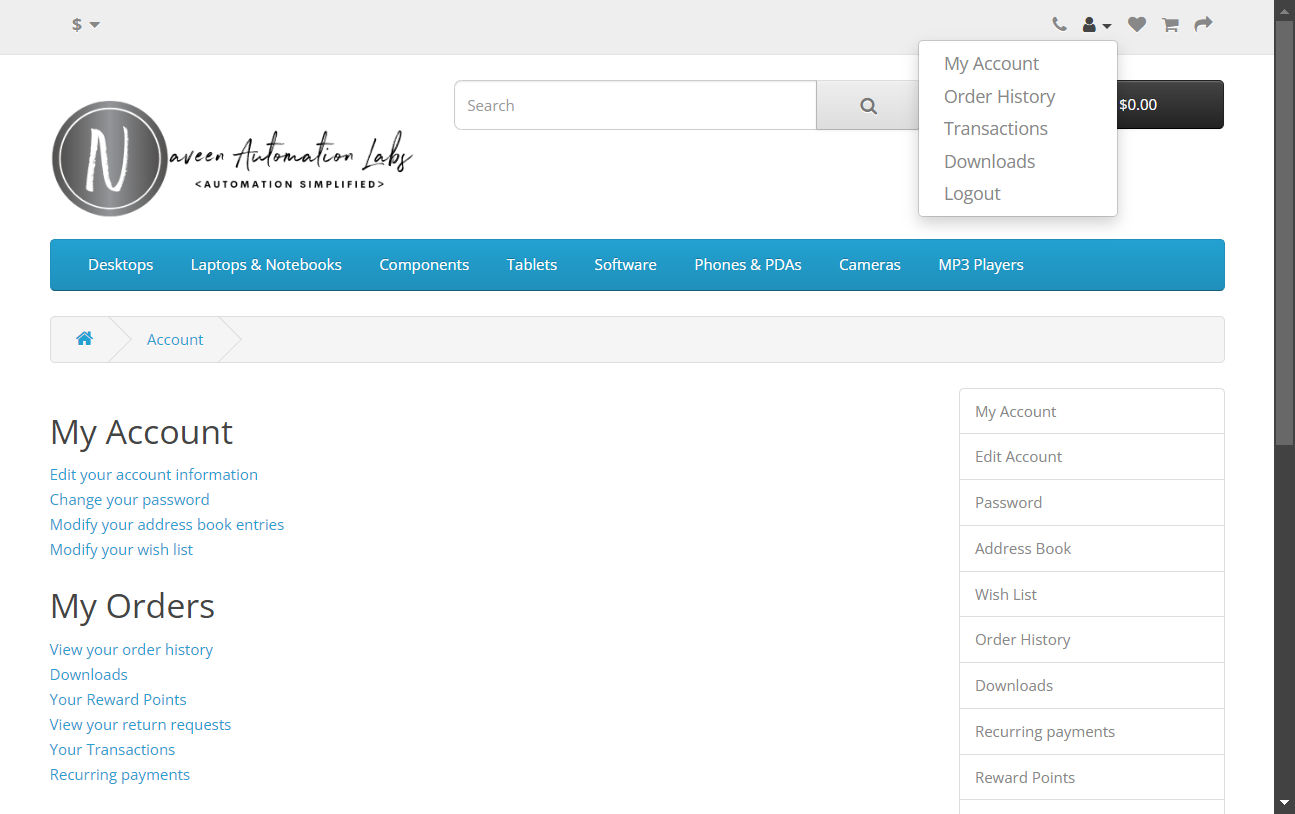 $
My Account
Order History
Transactions
Downloads
Logout
Search
$0.00
N
aveen Automation Labs
<AUTOMATION SIMPLIFIED>
Desktops Laptops & Notebooks Components Tablets Software Phones & PDAs Cameras MP3 Players
Account
My Account
Edit your account information
Change your password
Modify your address book entries
Modify your wish list
My Orders
View your order history
Downloads
Your Reward Points
View your return requests
Your Transactions
Recurring payments
My Account
Edit Account
Password
Address Book
Wish List
Order History
Downloads
Recurring payments
Reward Points